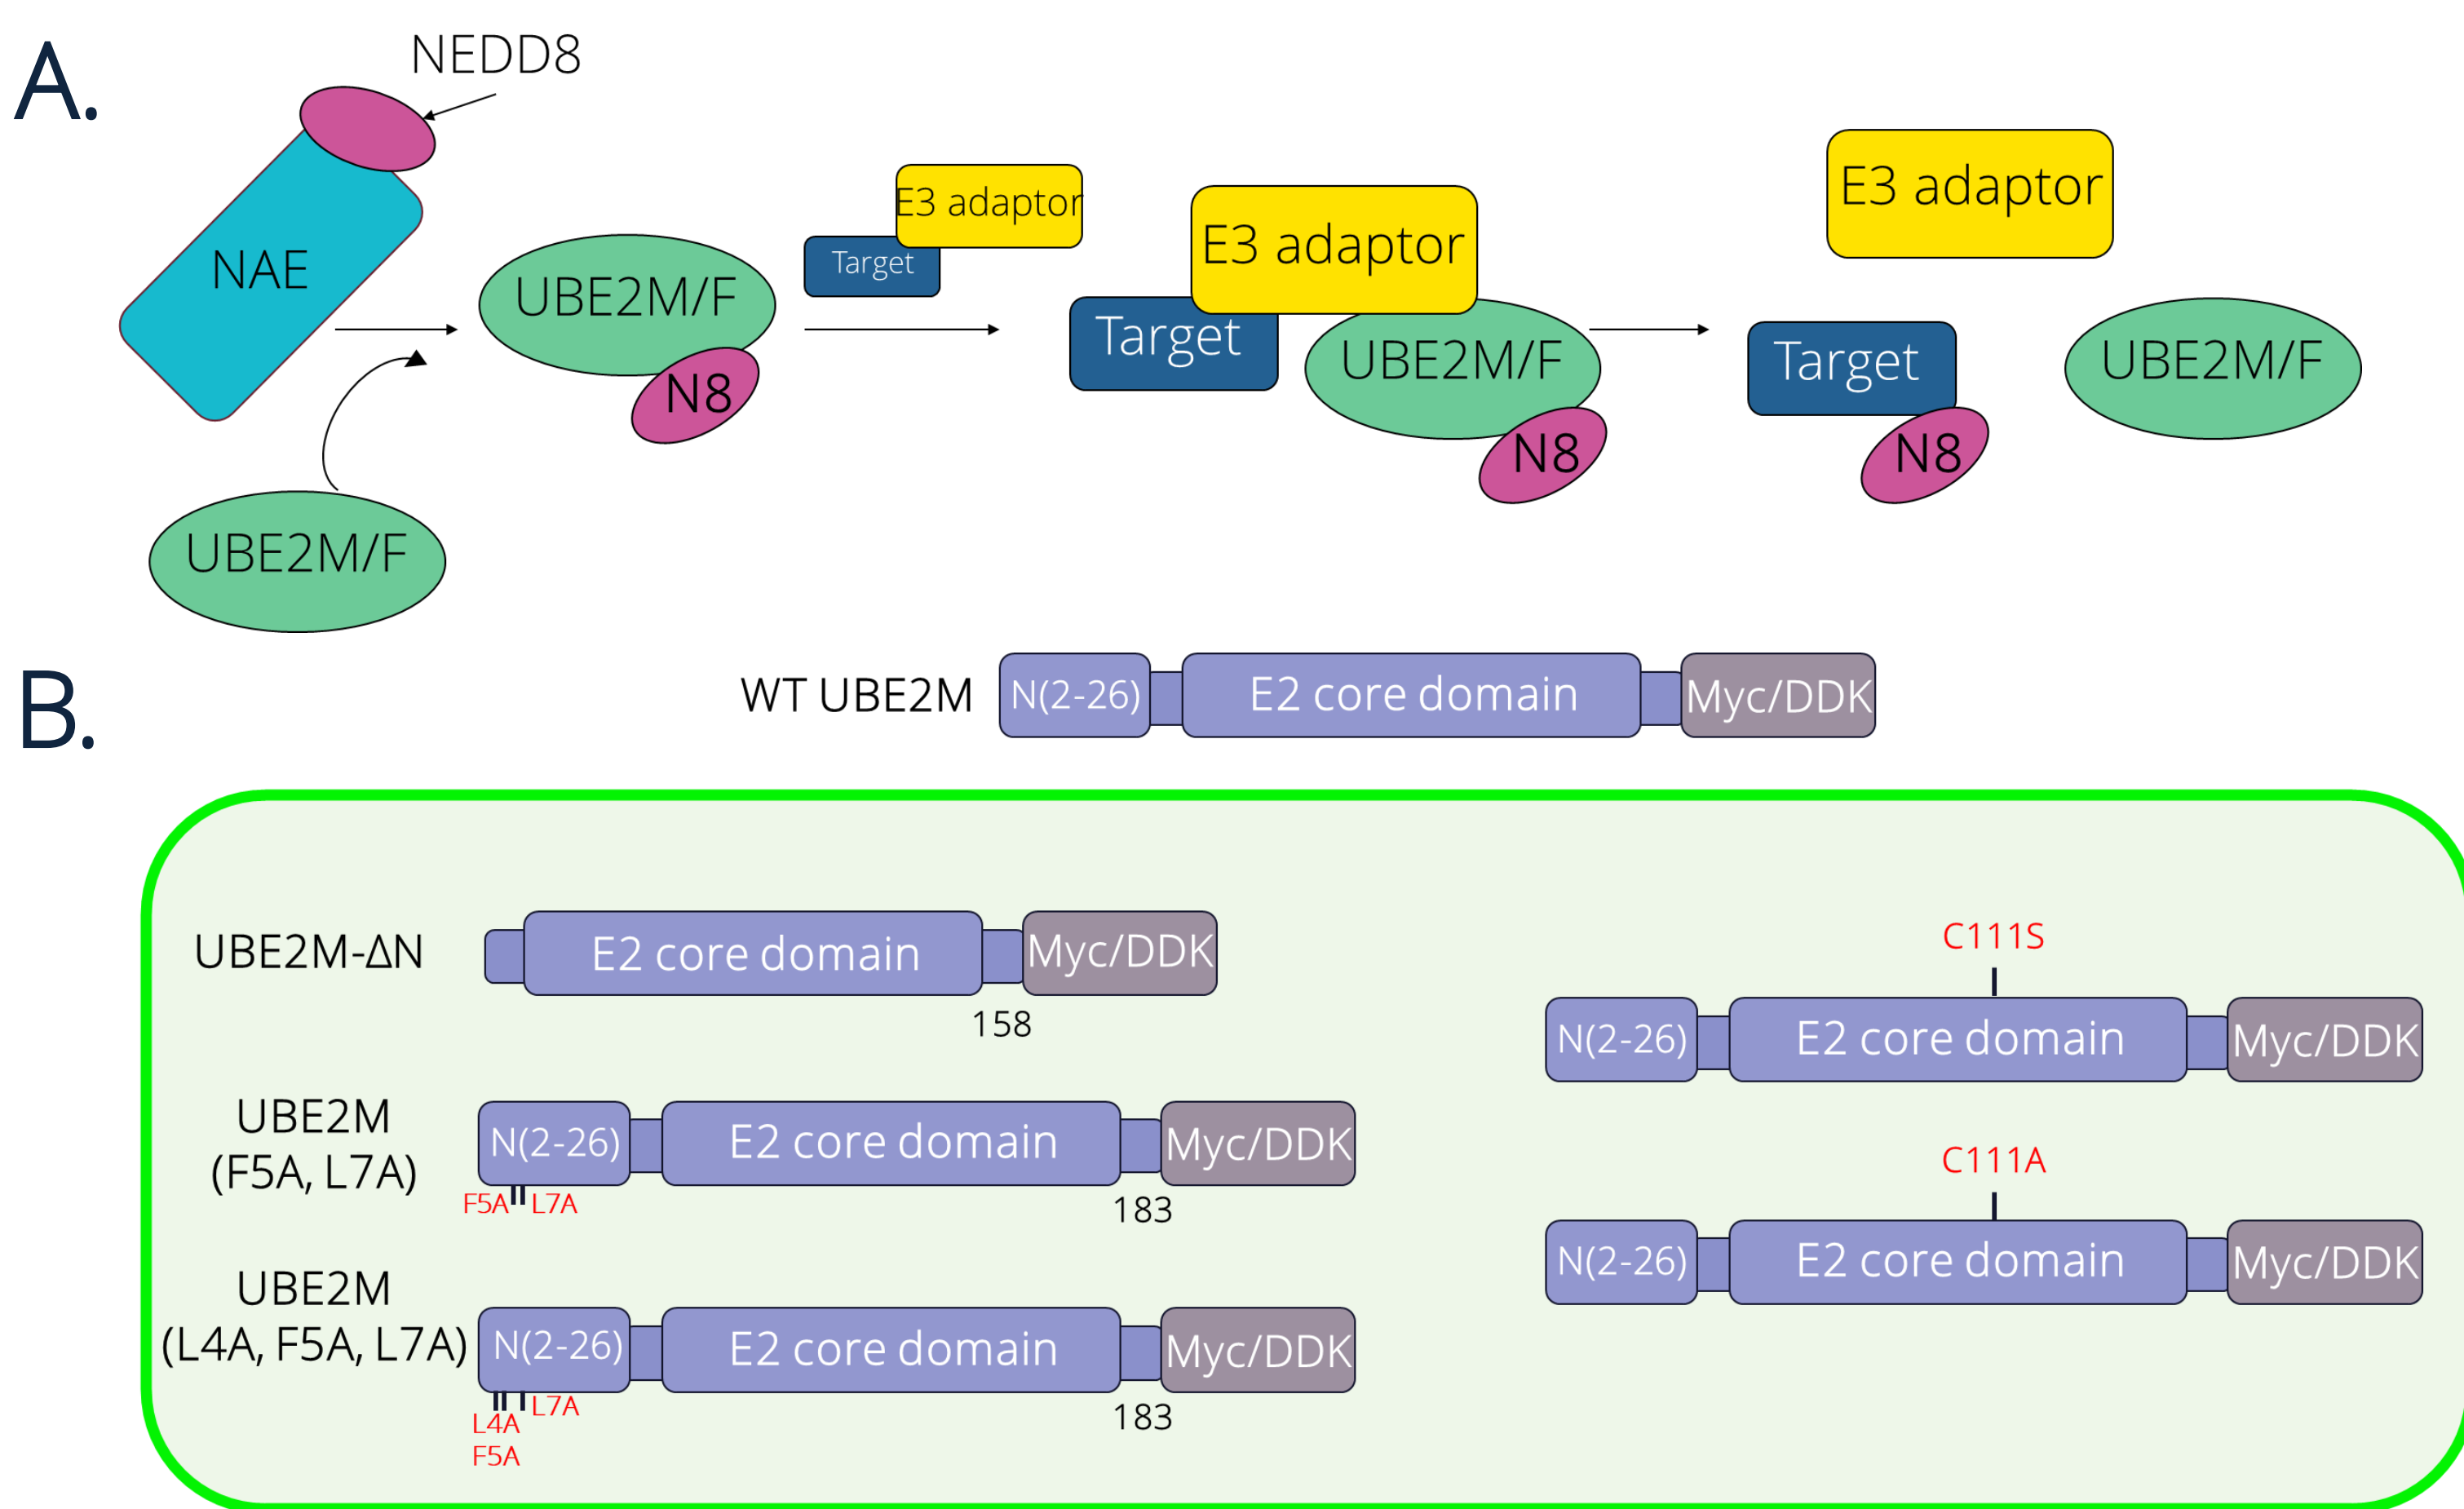 A.
NEDD8
NAE
UBE2M/F
UBE2M/F
N8
E3 adaptor
Target
E3 adaptor
Target
UBE2M/F
N8
E3 adaptor
Target
N8
UBE2M/F
B.
WT UBE2M
N(2-26)
E2 core domain
Myc/DDK
UBE2M-ΔN
E2 core domain
Myc/DDK
158
UBE2M
(F5A, L7A)
N(2-26)
E2 core domain
Myc/DDK
F5A
L7A
183
UBE2M
(L4A, F5A, L7A)
N(2-26)
E2 core domain
Myc/DDK
L7A
L4A
F5A
183
C111S
N(2-26)
E2 core domain
Myc/DDK
C111A
N(2-26)
E2 core domain
Myc/DDK